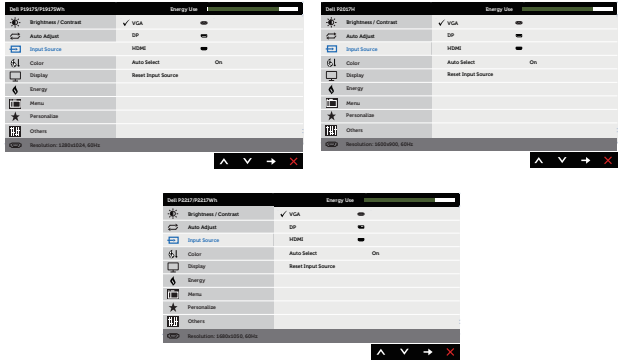 Dell P1917S/P1917SWh Energy Use
Brightness / Contrast ✓ VGA
Auto Adjust DP
Input Source HDMI
Color Auto Select On
Display Reset Input Source
Energy
Menu
Personalize
Others
Resolution: 1280x1024, 60Hz
Dell P2017H Energy Use
Brightness / Contrast ✓ VGA
Auto Adjust DP
Input Source HDMI
Color Auto Select On
Display Reset Input Source
Energy
Menu
Personalize
Others
Resolution: 1600x900, 60Hz
Dell P2217/P2217Wh Energy Use
Brightness / Contrast ✓ VGA
Auto Adjust DP
Input Source HDMI
Color Auto Select On
Display Reset Input Source
Energy
Menu
Personalize
Others
Resolution: 1680x1050, 60Hz